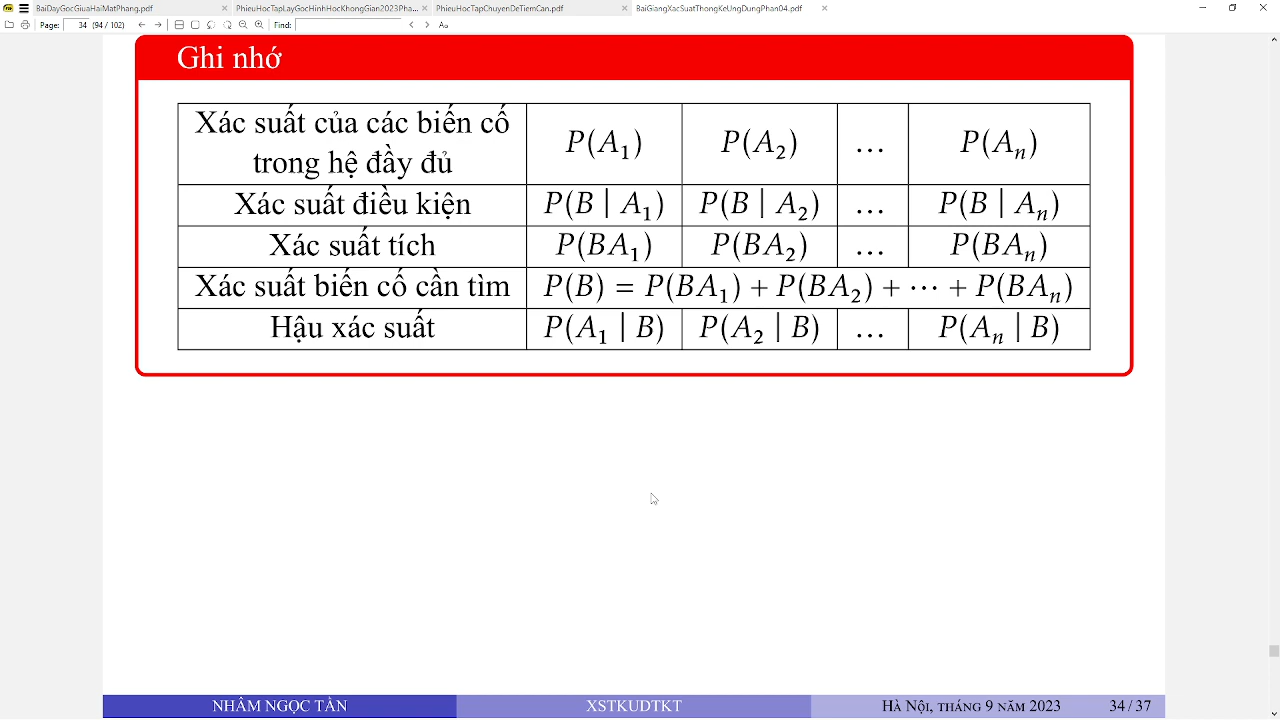 BaiDayGocGiuaHaiMatPhang.pdf PhieuHocTapLayGocHinhHocKhongGian2023Pha... PhieuHocTapChuyenDeTiemCan.pdf BaiGiangXacSuatThongKeUngDungPhan04.pdf
Page: 34 (94 / 102) Find: Aa
Ghi nhớ
Xác suất của các biến cố trong hệ đầy đủ P(A₁) P(A₂) ... P(Aₙ)
Xác suất điều kiện P(B | A₁) P(B | A₂) ... P(B | Aₙ)
Xác suất tích P(BA₁) P(BA₂) ... P(BAₙ)
Xác suất biến cố cần tìm P(B) = P(BA₁) + P(BA₂) + ⋯ + P(BAₙ)
Hậu xác suất P(A₁ | B) P(A₂ | B) ... P(Aₙ | B)
NHÂM NGỌC TẦN XSTKUDTKT Hà Nội, tháng 9 năm 2023 34 / 37